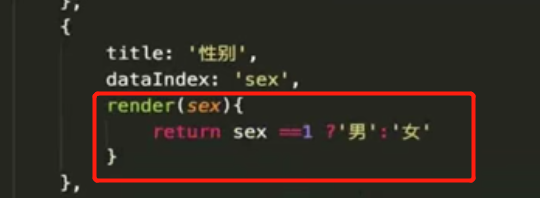 },
{
title: '性别',
dataIndex: 'sex',
render(sex){
return sex ==1 ?'男':'女'
}
},